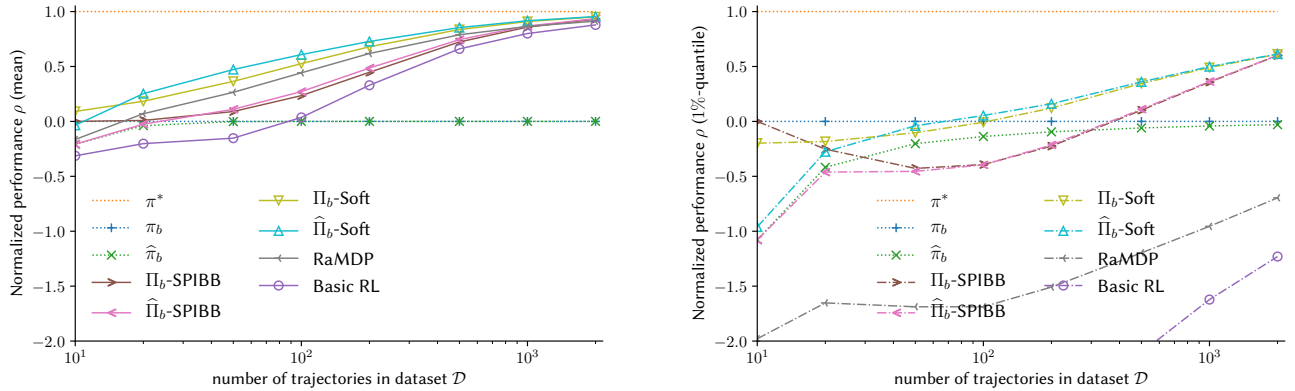 Normalized performance ρ (mean)
1.0
0.5
0.0
−0.5
−1.0
−1.5
−2.0
π*
π_b
π̂_b
Π_b-SPIBB
Π̂_b-SPIBB
Π_b-Soft
Π̂_b-Soft
RaMDP
Basic RL
10¹
10²
10³
number of trajectories in dataset 𝒟
Normalized performance ρ (1%-quantile)
1.0
0.5
0.0
−0.5
−1.0
−1.5
−2.0
π*
π_b
π̂_b
Π_b-SPIBB
Π̂_b-SPIBB
Π_b-Soft
Π̂_b-Soft
RaMDP
Basic RL
10¹
10²
10³
number of trajectories in dataset 𝒟